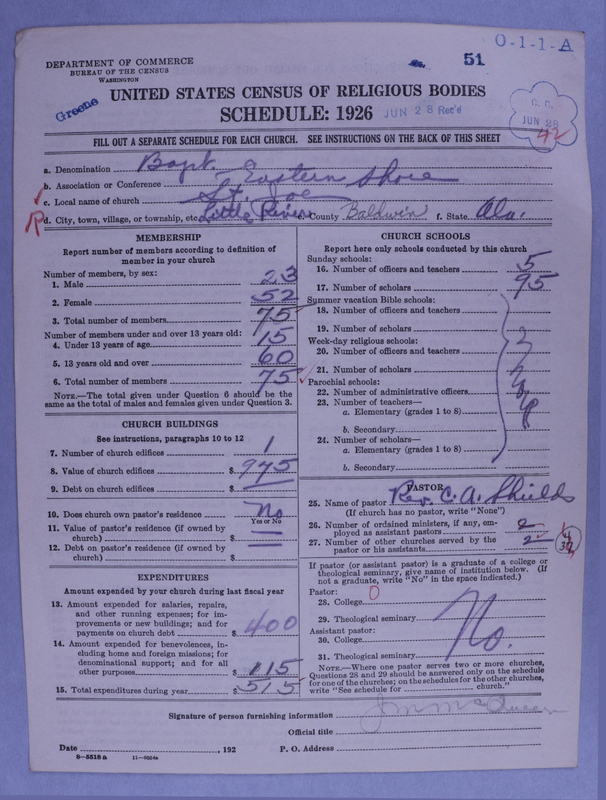 DEPARTMENT OF COMMERCE
BUREAU OF THE CENSUS
WASHINGTON
51
O-1-1-A
Greene
UNITED STATES CENSUS OF RELIGIOUS BODIES
SCHEDULE: 1926
JUN 28 Rec'd
C. C.
JUN 28
42
FILL OUT A SEPARATE SCHEDULE FOR EACH CHURCH. SEE INSTRUCTIONS ON THE BACK OF THIS SHEET
a. Denomination Bapt.
b. Association or Conference Eastern Shore
c. Local name of church St. Joe
d. City, town, village, or township, etc. Little River County Baldwin f. State Ala.
MEMBERSHIP
Report number of members according to definition of
member in your church
Number of members, by sex:
1. Male 23
2. Female 52
3. Total number of members 75
Number of members under and over 13 years old:
4. Under 13 years of age 15
5. 13 years old and over 60
6. Total number of members 75
NOTE.—The total given under Question 6 should be the
same as the total of males and females given under Question 3.
CHURCH BUILDINGS
See instructions, paragraphs 10 to 12
7. Number of church edifices 1
8. Value of church edifices $ 975
9. Debt on church edifices $ —
10. Does church own pastor's residence No
Yes or No
11. Value of pastor's residence (if owned by
church) $ —
12. Debt on pastor's residence (if owned by
church) $
EXPENDITURES
Amount expended by your church during last fiscal year
13. Amount expended for salaries, repairs,
and other running expenses; for im-
provements or new buildings; and for
payments on church debt $ 400
14. Amount expended for benevolences, in-
cluding home and foreign missions; for
denominational support; and for all
other purposes $ 115
15. Total expenditures during year $ 515
CHURCH SCHOOLS
Report here only schools conducted by this church
Sunday schools:
16. Number of officers and teachers 5
17. Number of scholars 95
Summer vacation Bible schools:
18. Number of officers and teachers
19. Number of scholars
Week-day religious schools:
20. Number of officers and teachers
21. Number of scholars
Parochial schools:
22. Number of administrative officers
23. Number of teachers—
a. Elementary (grades 1 to 8)
b. Secondary
24. Number of scholars—
a. Elementary (grades 1 to 8)
b. Secondary
PASTOR
25. Name of pastor Rev. C. A. Shields
(If church has no pastor, write "None")
26. Number of ordained ministers, if any, em-
ployed as assistant pastors 2
27. Number of other churches served by the
pastor or his assistants 2
If pastor (or assistant pastor) is a graduate of a college or
theological seminary, give name of institution below. (If
not a graduate, write "No" in the space indicated.)
Pastor:
28. College
29. Theological seminary No.
Assistant pastor:
30. College
31. Theological seminary
NOTE.—Where one pastor serves two or more churches,
Questions 28 and 29 should be answered only on the schedule
for one of the churches; on the schedules for the other churches,
write "See schedule for church."
Signature of person furnishing information
Official title
Date , 192 P. O. Address
8-5518a 11-9054a